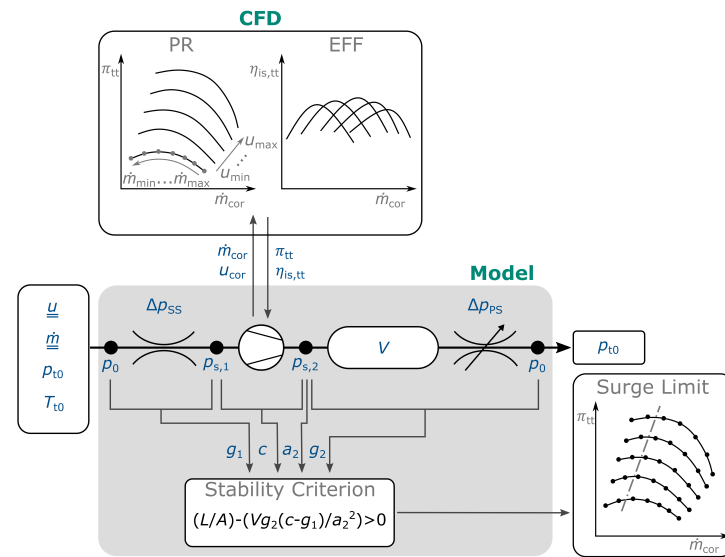 CFD
PR
EFF
π_tt
η_is,tt
u_max
...
u_min
ṁ_min...ṁ_max
ṁ_cor
ṁ_cor
ṁ_cor
u_cor
π_tt
η_is,tt
Model
u
ṁ
p_t0
T_t0
Δp_SS
Δp_PS
V
p_0
p_s,1
p_s,2
p_0
p_t0
g_1
c
a_2
g_2
Stability Criterion
(L/A)-(Vg_2(c-g_1)/a_2^2)>0
Surge Limit
π_tt
ṁ_cor